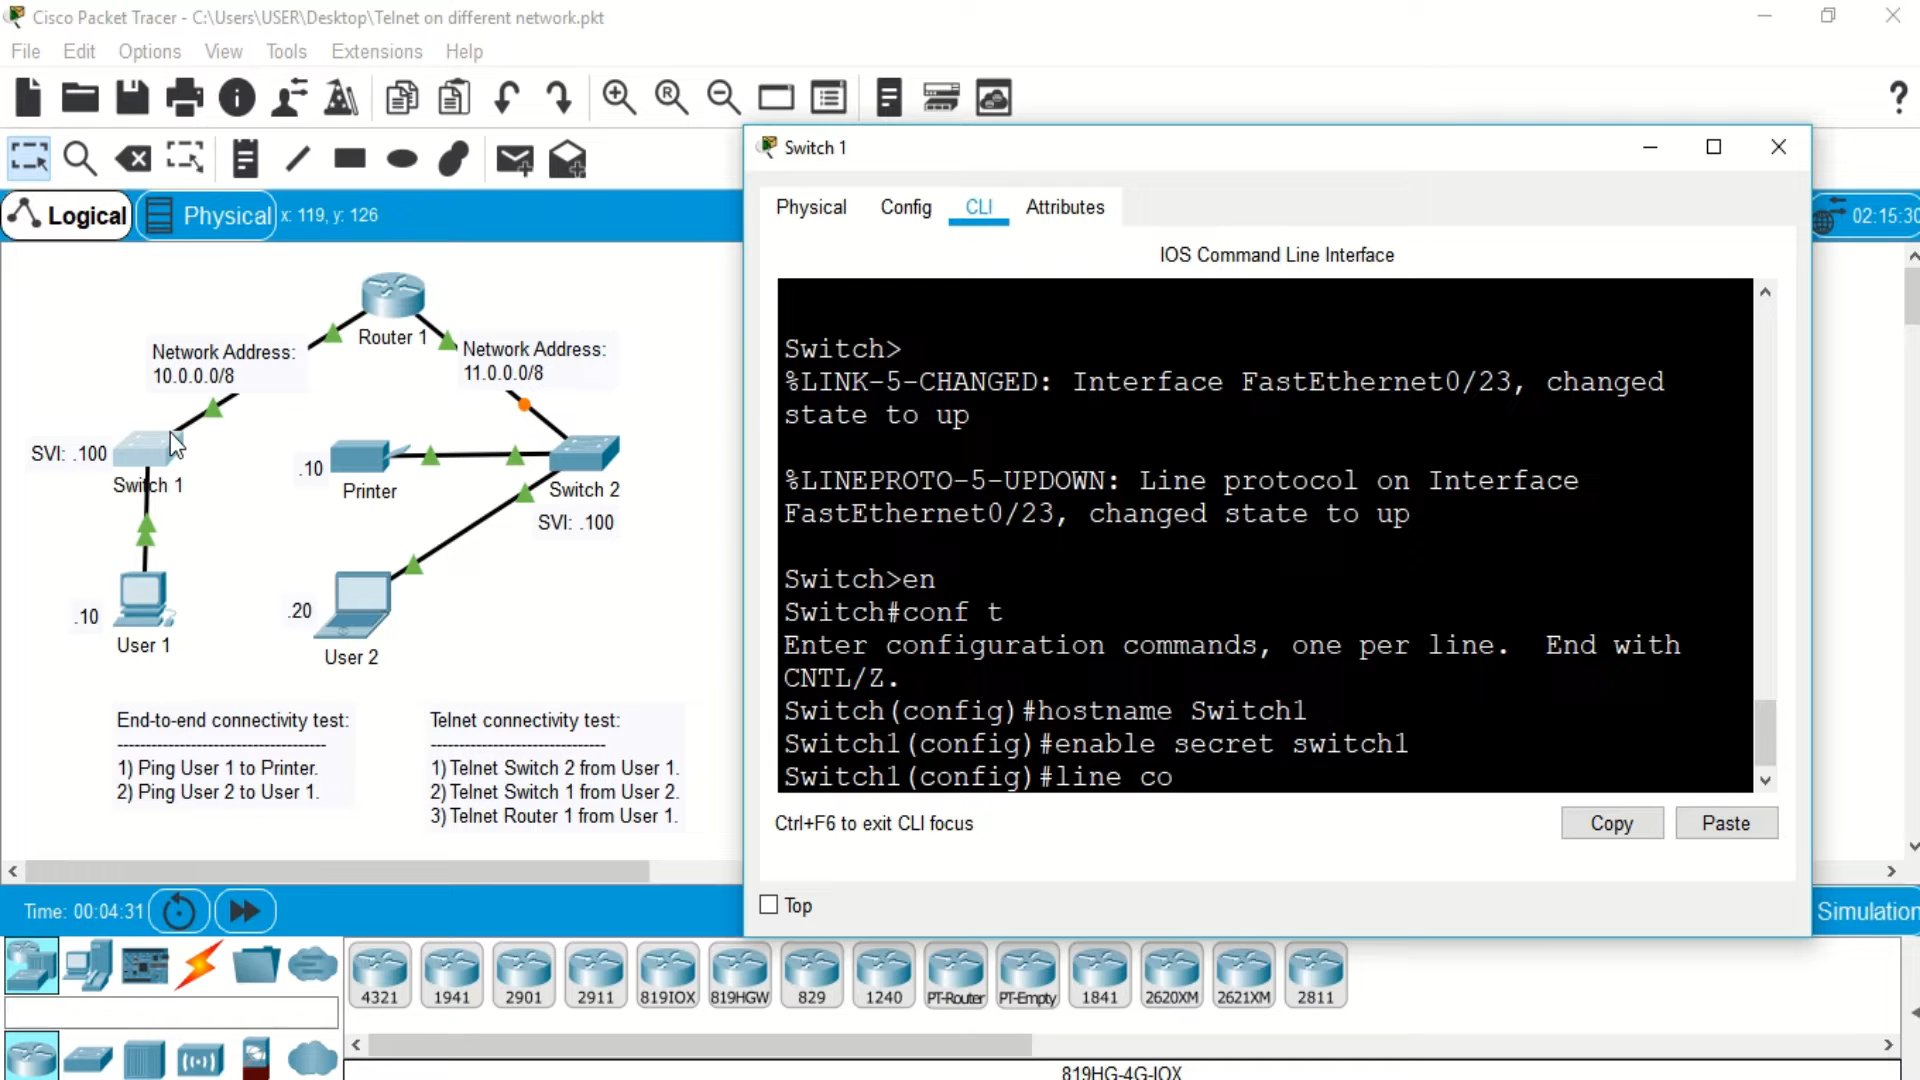 Cisco Packet Tracer - C:\Users\USER\Desktop\Telnet on different network.pkt
File Edit Options View Tools Extensions Help
Logical Physical x: 119, y: 126
02:15:30
Router 1
Network Address:
10.0.0.0/8
Network Address:
11.0.0.0/8
SVI: .100
Switch 1
.10
Printer
Switch 2
SVI: .100
.10
User 1
.20
User 2
End-to-end connectivity test:
------------------------------------
1) Ping User 1 to Printer.
2) Ping User 2 to User 1.
Telnet connectivity test:
------------------------------
1) Telnet Switch 2 from User 1.
2) Telnet Switch 1 from User 2.
3) Telnet Router 1 from User 1.
Switch 1
Physical Config CLI Attributes
IOS Command Line Interface
Switch>
%LINK-5-CHANGED: Interface FastEthernet0/23, changed
state to up
%LINEPROTO-5-UPDOWN: Line protocol on Interface
FastEthernet0/23, changed state to up
Switch>en
Switch#conf t
Enter configuration commands, one per line.  End with
CNTL/Z.
Switch(config)#hostname Switch1
Switch1(config)#enable secret switch1
Switch1(config)#line co
Ctrl+F6 to exit CLI focus
Copy Paste
Top
Time: 00:04:31
Simulation
4321 1941 2901 2911 819IOX 819HGW 829 1240 PT-Router PT-Empty 1841 2620XM 2621XM 2811
819HG-4G-IOX